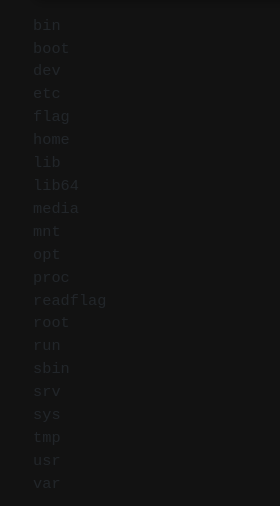 bin
boot
dev
etc
flag
home
lib
lib64
media
mnt
opt
proc
readflag
root
run
sbin
srv
sys
tmp
usr
var